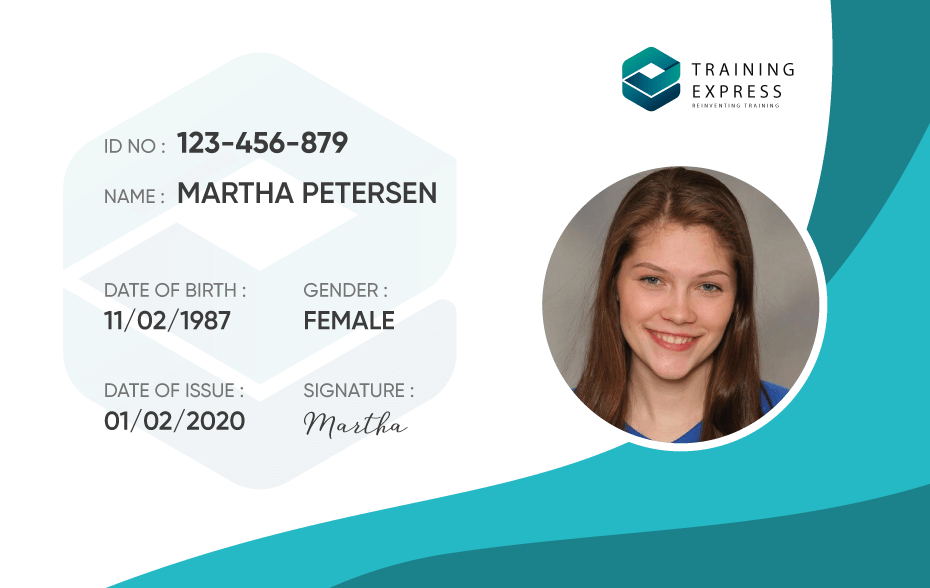 TRAINING
EXPRESS
REINVENTING TRAINING
ID NO : 123-456-879
NAME : MARTHA PETERSEN
DATE OF BIRTH : GENDER :
11/02/1987 FEMALE
DATE OF ISSUE : SIGNATURE :
01/02/2020 Martha